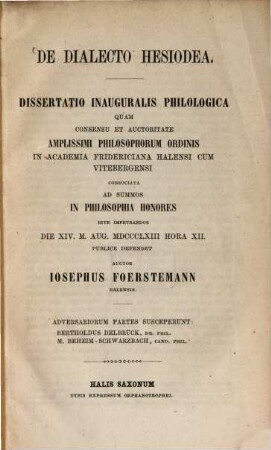 DE DIALECTO HESIODEA.
DISSERTATIO INAUGURALIS PHILOLOGICA
QUAM
CONSENSU ET AUCTORITATE
AMPLISSIMI PHILOSOPHORUM ORDINIS
IN ACADEMIA FRIDERICIANA HALENSI CUM
VITEBERGENSI
CONSOCIATA
AD SUMMOS
IN PHILOSOPHIA HONORES
RITE IMPETRANDOS
DIE XIV. M. AUG. MDCCCLXIII HORA XII.
PUBLICE DEFENDET
AUCTOR
IOSEPHUS FOERSTEMANN
HALENSIS.
ADVERSARIORUM PARTES SUSCEPERUNT:
BERTHOLDUS DELBRÜCK, DR. PHIL.
M. BEHEIM-SCHWARZBACH, CAND. PHIL.
HALIS SAXONUM
TYPIS EXPRESSUM ORPHANOTROPHEI.